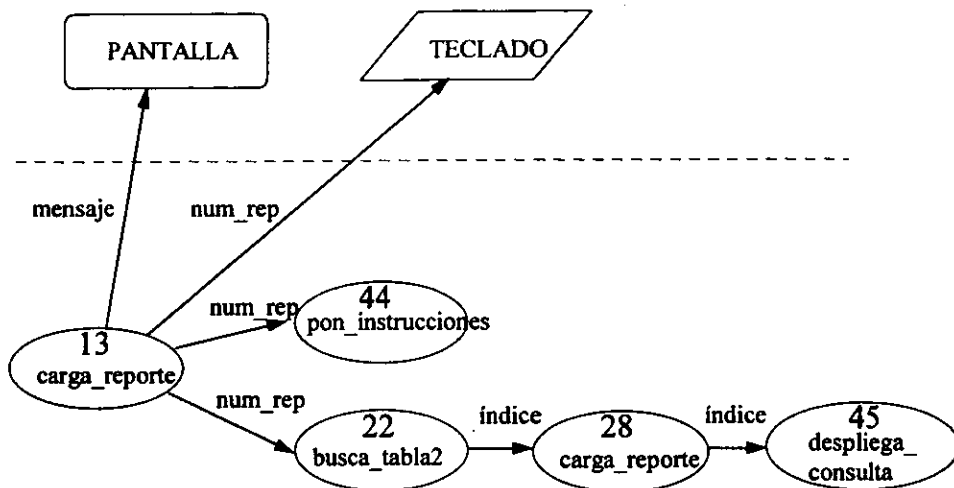 PANTALLA
TECLADO
mensaje
num_rep
num_rep
44
pon_instrucciones
13
carga_reporte
num_rep
22
busca_tabla2
índice
28
carga_reporte
índice
45
despliega_
consulta